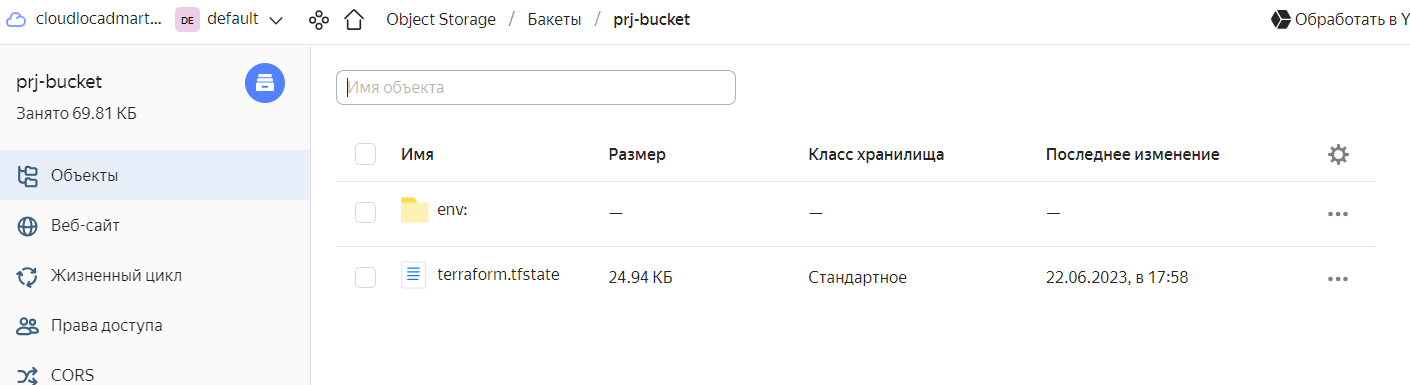 cloudlocadmart... DE default Object Storage / Бакеты / prj-bucket Обработать в Y
prj-bucket
Занято 69.81 КБ
Объекты
Веб-сайт
Жизненный цикл
Права доступа
CORS
Имя объекта
Имя Размер Класс хранилища Последнее изменение
env: — — —
terraform.tfstate 24.94 КБ Стандартное 22.06.2023, в 17:58